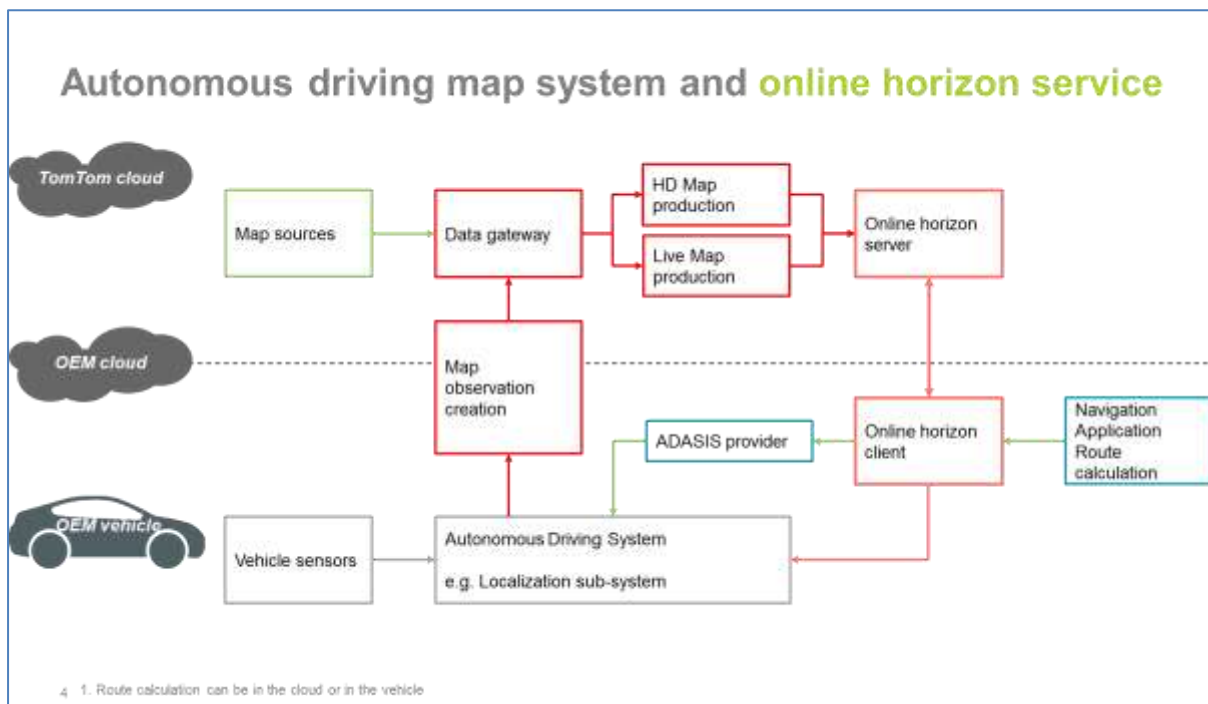 Autonomous driving map system and online horizon service
TomTom cloud
Map sources
Data gateway
HD Map
production
Live Map
production
Online horizon
server
OEM cloud
Map
observation
creation
ADASIS provider
Online horizon
client
Navigation
Application
Route
calculation
OEM vehicle
Vehicle sensors
Autonomous Driving System
e.g. Localization sub-system
4 1. Route calculation can be in the cloud or in the vehicle